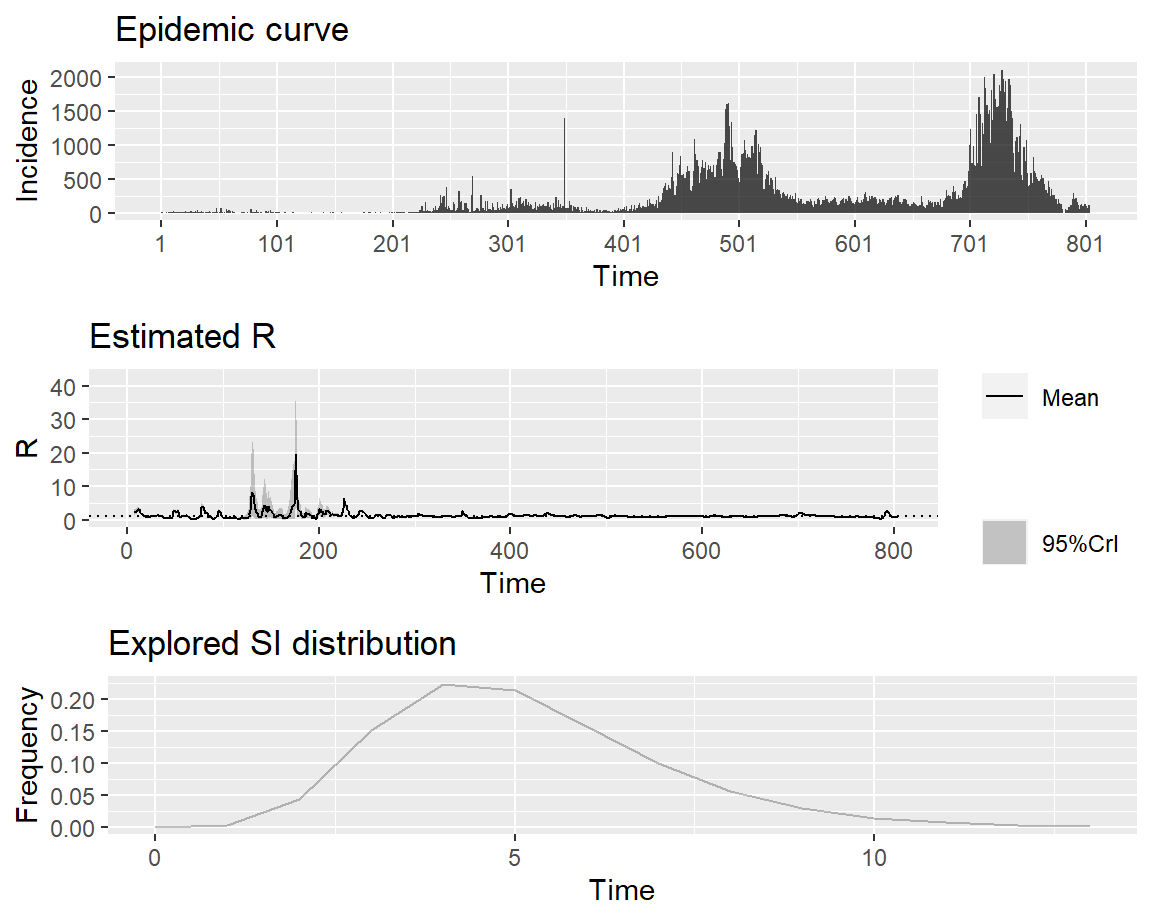 Epidemic curve
Incidence
2000
1500
1000
500
0
1 101 201 301 401 501 601 701 801
Time
Estimated R
R
40
30
20
10
0
0 200 400 600 800
Time
Mean
95%CrI
Explored SI distribution
Frequency
0.20
0.15
0.10
0.05
0.00
0 5 10
Time